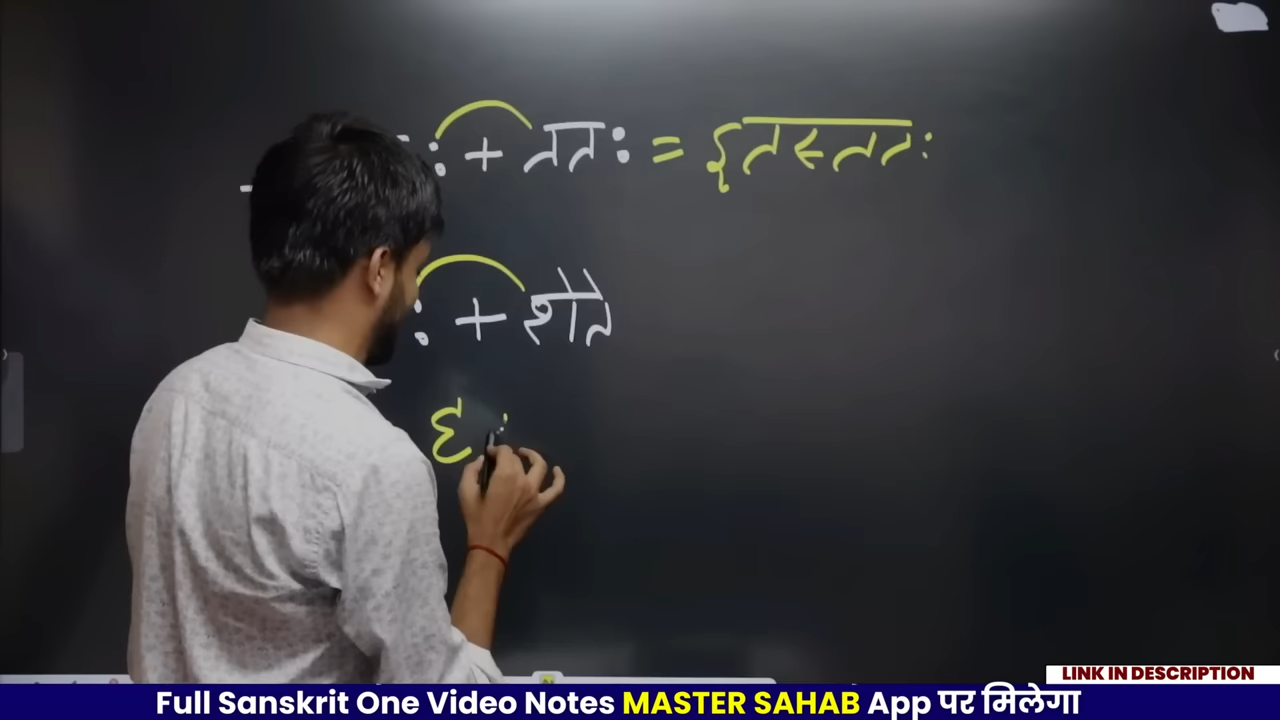 : + ततः = इतस्ततः
: + शेते
LINK IN DESCRIPTION
Full Sanskrit One Video Notes MASTER SAHAB App पर मिलेगा